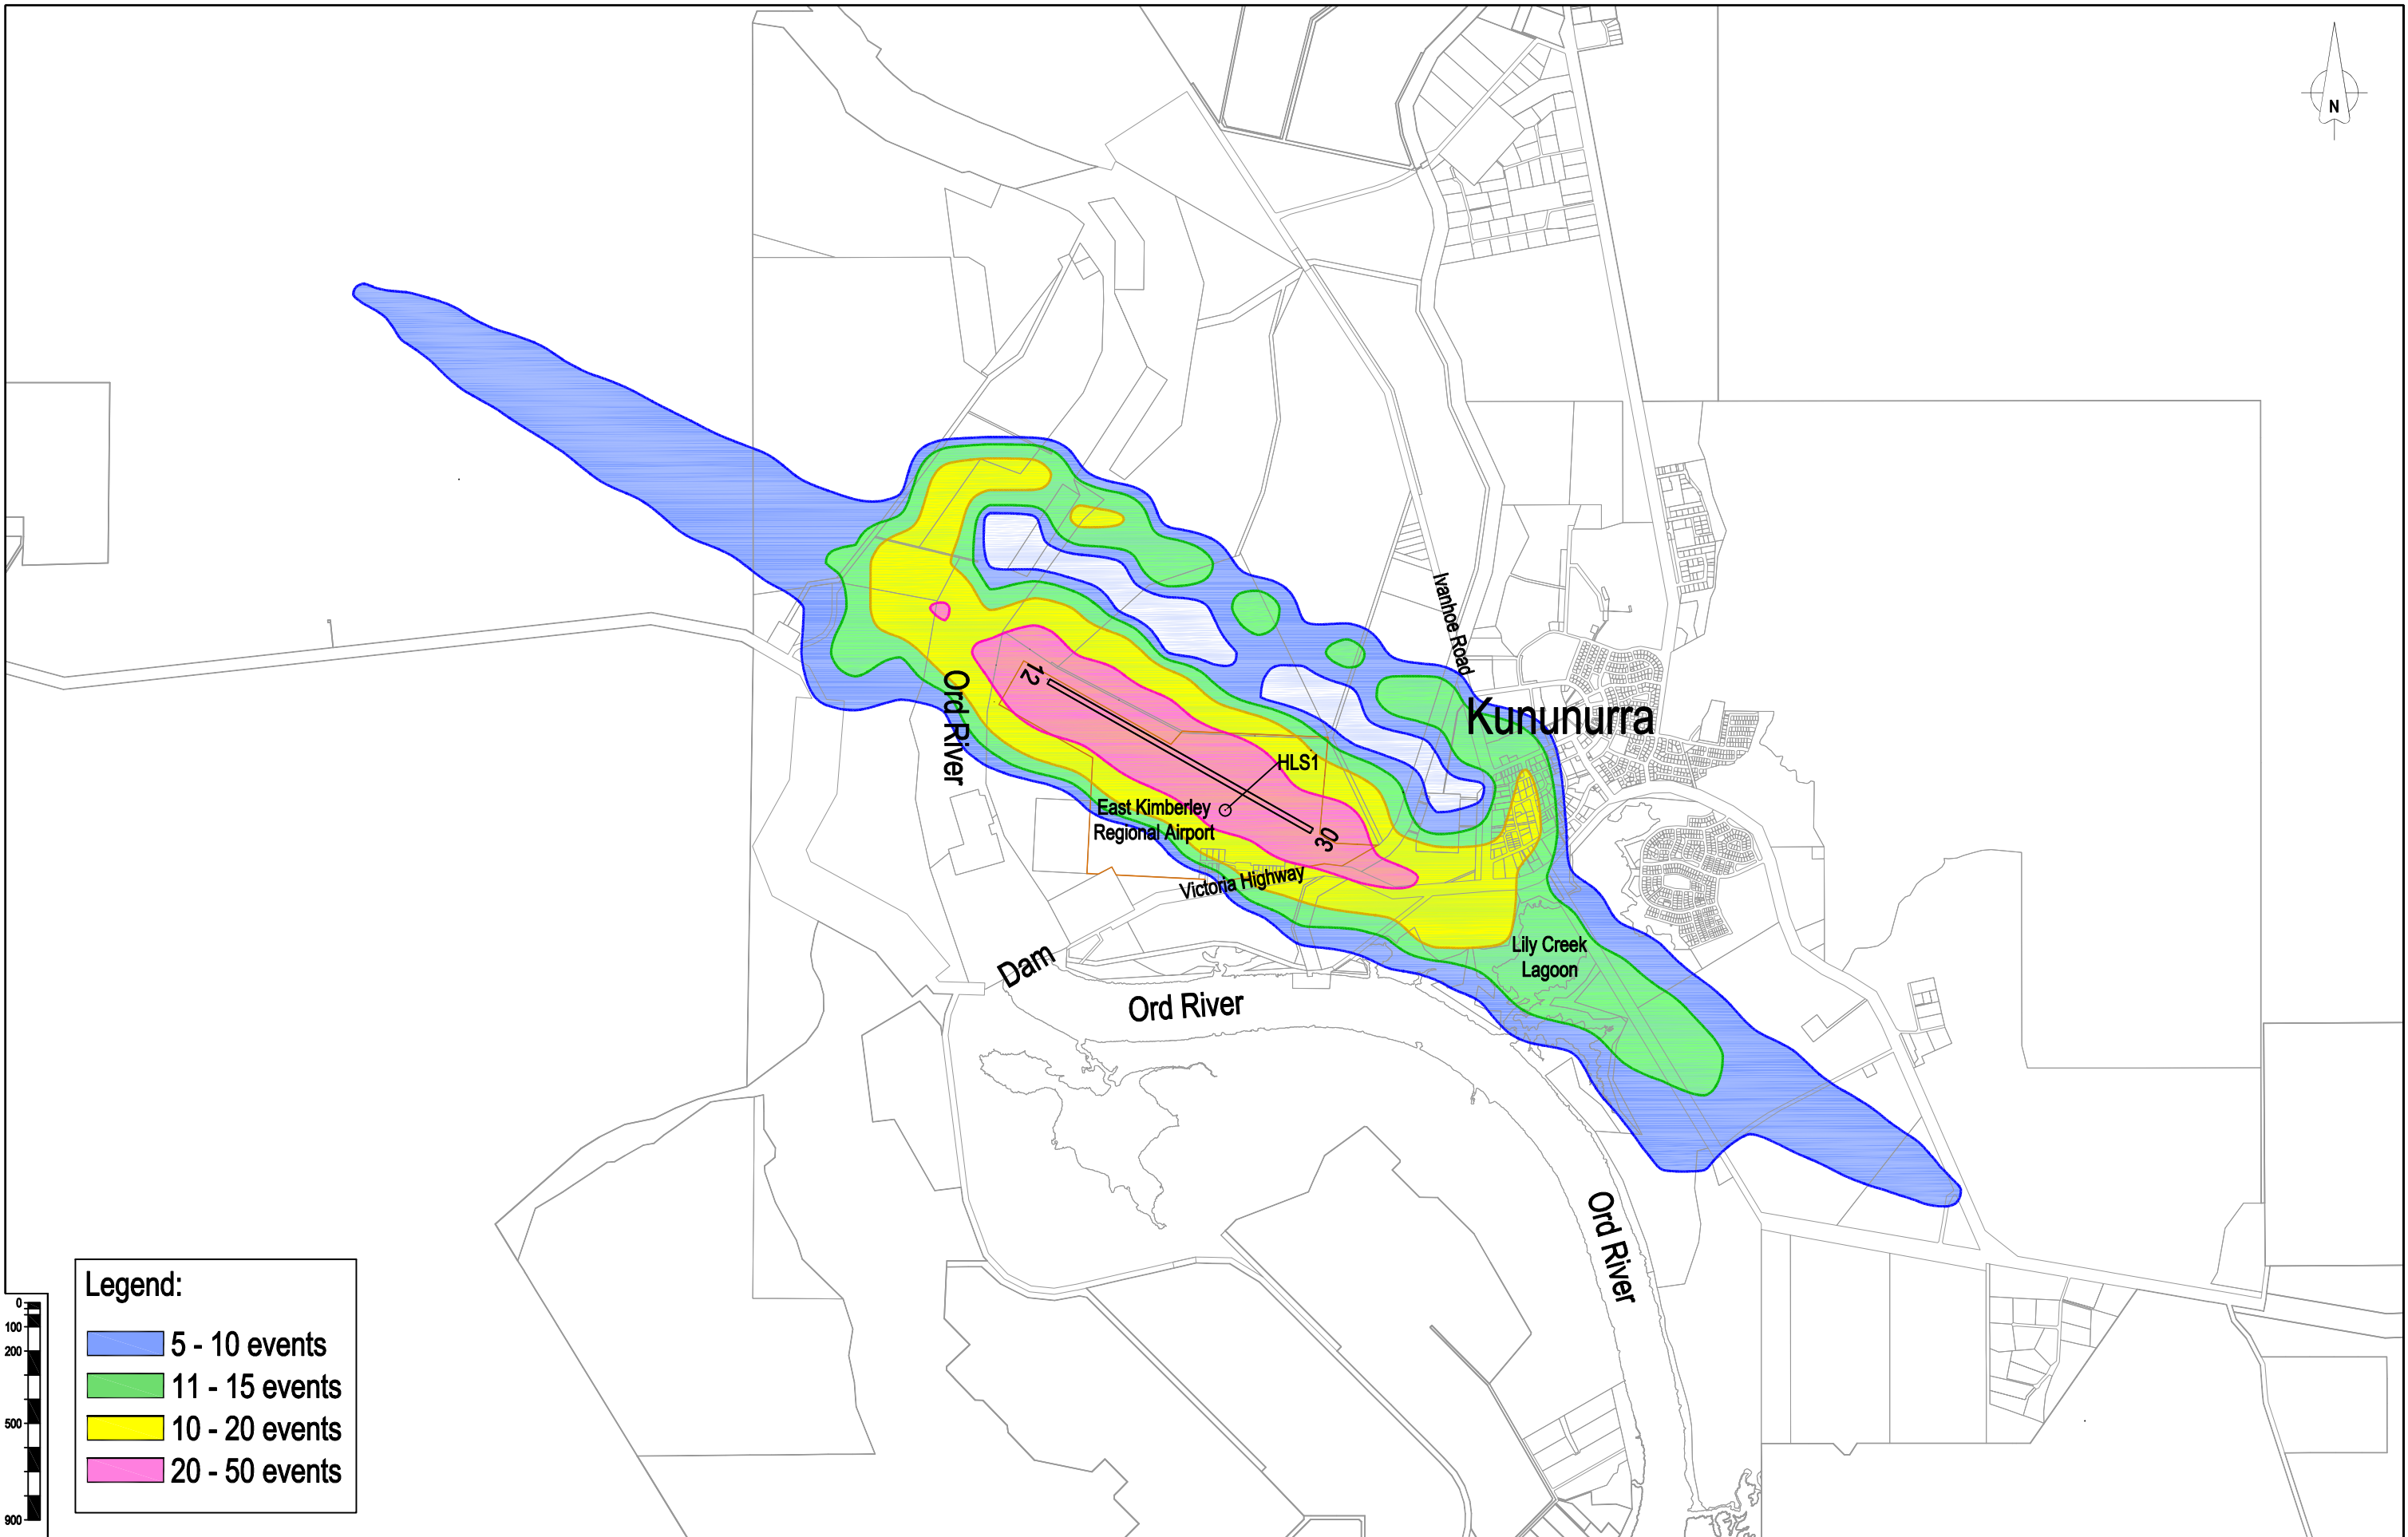 N
Ivanhoe Road
Kununurra
12
Ord River
HLS1
East Kimberley
Regional Airport
30
Victoria Highway
Lily Creek
Lagoon
Dam
Ord River
Ord River
Legend:
5 - 10 events
11 - 15 events
10 - 20 events
20 - 50 events
0
100
200
500
900